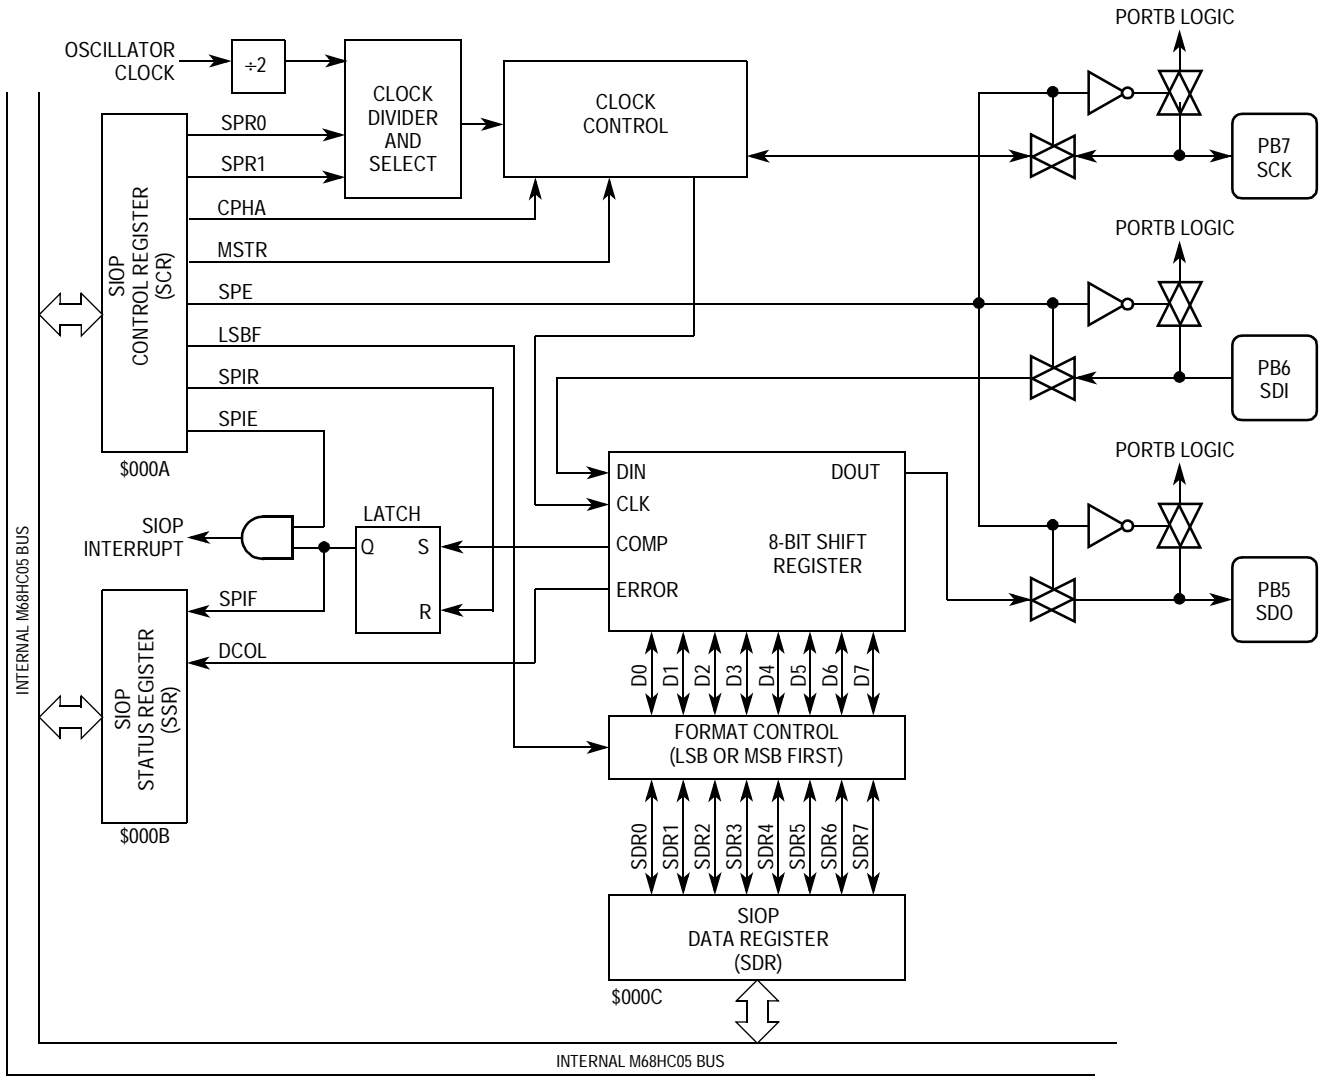 PORTB LOGIC
OSCILLATOR
CLOCK
÷2
CLOCK
DIVIDER
AND
SELECT
CLOCK
CONTROL
PB7
SCK
SPR0
SPR1
CPHA
MSTR
SPE
LSBF
SPIR
SPIE
SIOP
CONTROL REGISTER
(SCR)
$000A
PORTB LOGIC
PB6
SDI
PORTB LOGIC
PB5
SDO
DIN
CLK
COMP
ERROR
DOUT
8-BIT SHIFT
REGISTER
LATCH
Q
S
R
SIOP
INTERRUPT
SPIF
DCOL
SIOP
STATUS REGISTER
(SSR)
$000B
D0
D1
D2
D3
D4
D5
D6
D7
FORMAT CONTROL
(LSB OR MSB FIRST)
SDR0
SDR1
SDR2
SDR3
SDR4
SDR5
SDR6
SDR7
SIOP
DATA REGISTER
(SDR)
$000C
INTERNAL M68HC05 BUS
INTERNAL M68HC05 BUS